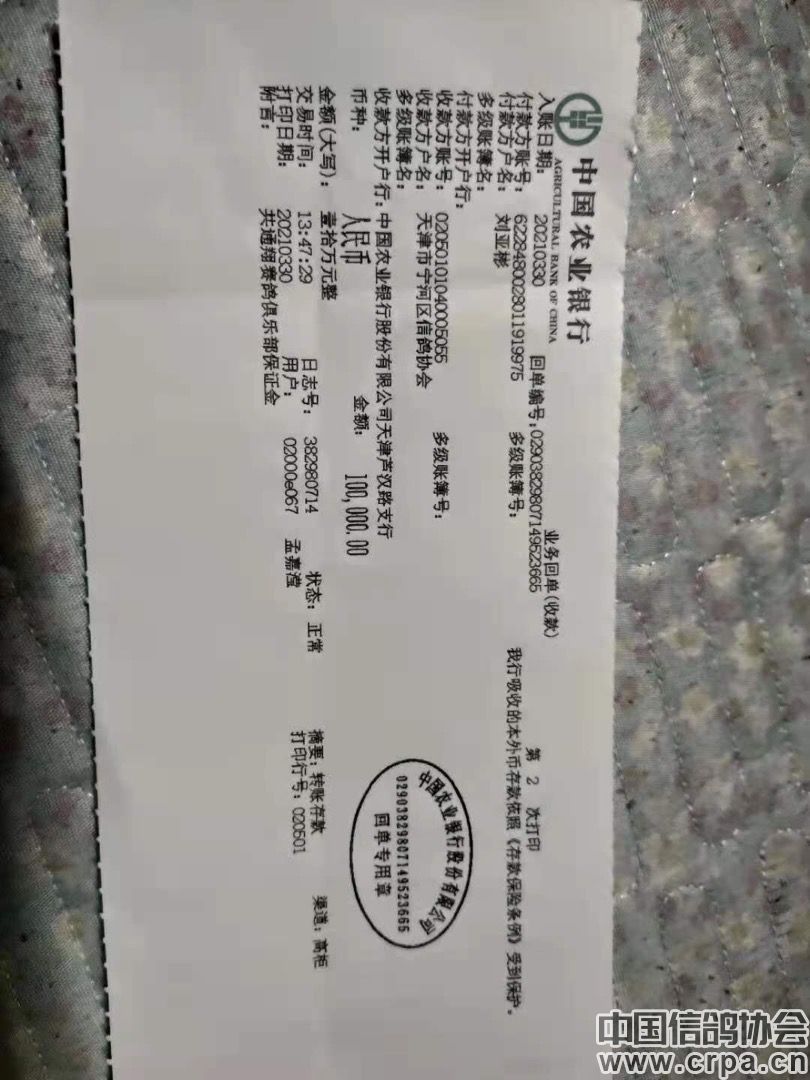 中国农业银行
AGRICULTURAL BANK OF CHINA
业务回单(收款)
入账日期: 20210330 回单编号:02903829807149523665 第 2 次打印
付款方账号: 6228480028011919975 多级账簿号: 我行吸收的本外币存款依照《存款保险条例》受到保护。
付款方户名: 刘亚彬
多级账簿名:
付款方开户行:
收款方账号: 02050101040005055 多级账簿号:
收款方户名: 天津市宁河区信鸽协会
多级账簿名:
收款方开户行: 中国农业银行股份有限公司天津芦汉路支行
币种: 人民币 金额: 100,000.00
金额(大写): 壹拾万元整
交易时间: 13:47:29 日志号: 382980714 状态: 正常 摘要: 转账存款 渠道: 高柜
打印日期: 20210330 用户: 02000e067 孟嘉滢 打印行号: 020501
附言: 共通翔赛鸽俱乐部保证金
中国农业银行股份有限公司
02903829807149523665
回单专用章
中国信鸽协会
www.crpa.cn